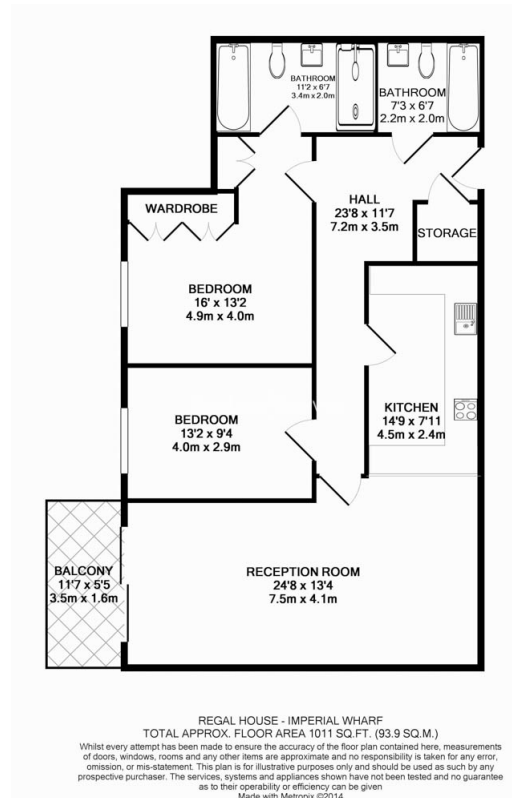 BATHROOM
11'2 x 6'7
3.4m x 2.0m
BATHROOM
7'3 x 6'7
2.2m x 2.0m
WARDROBE
HALL
23'8 x 11'7
7.2m x 3.5m
STORAGE
BEDROOM
16' x 13'2
4.9m x 4.0m
BEDROOM
13'2 x 9'4
4.0m x 2.9m
KITCHEN
14'9 x 7'11
4.5m x 2.4m
BALCONY
11'7 x 5'5
3.5m x 1.6m
RECEPTION ROOM
24'8 x 13'4
7.5m x 4.1m
REGAL HOUSE - IMPERIAL WHARF
TOTAL APPROX. FLOOR AREA 1011 SQ.FT. (93.9 SQ.M.)
Whilst every attempt has been made to ensure the accuracy of the floor plan contained here, measurements
of doors, windows, rooms and any other items are approximate and no responsibility is taken for any error,
omission, or mis-statement. This plan is for illustrative purposes only and should be used as such by any
prospective purchaser. The services, systems and appliances shown have not been tested and no guarantee
as to their operability or efficiency can be given
Made with Metropix ©2014